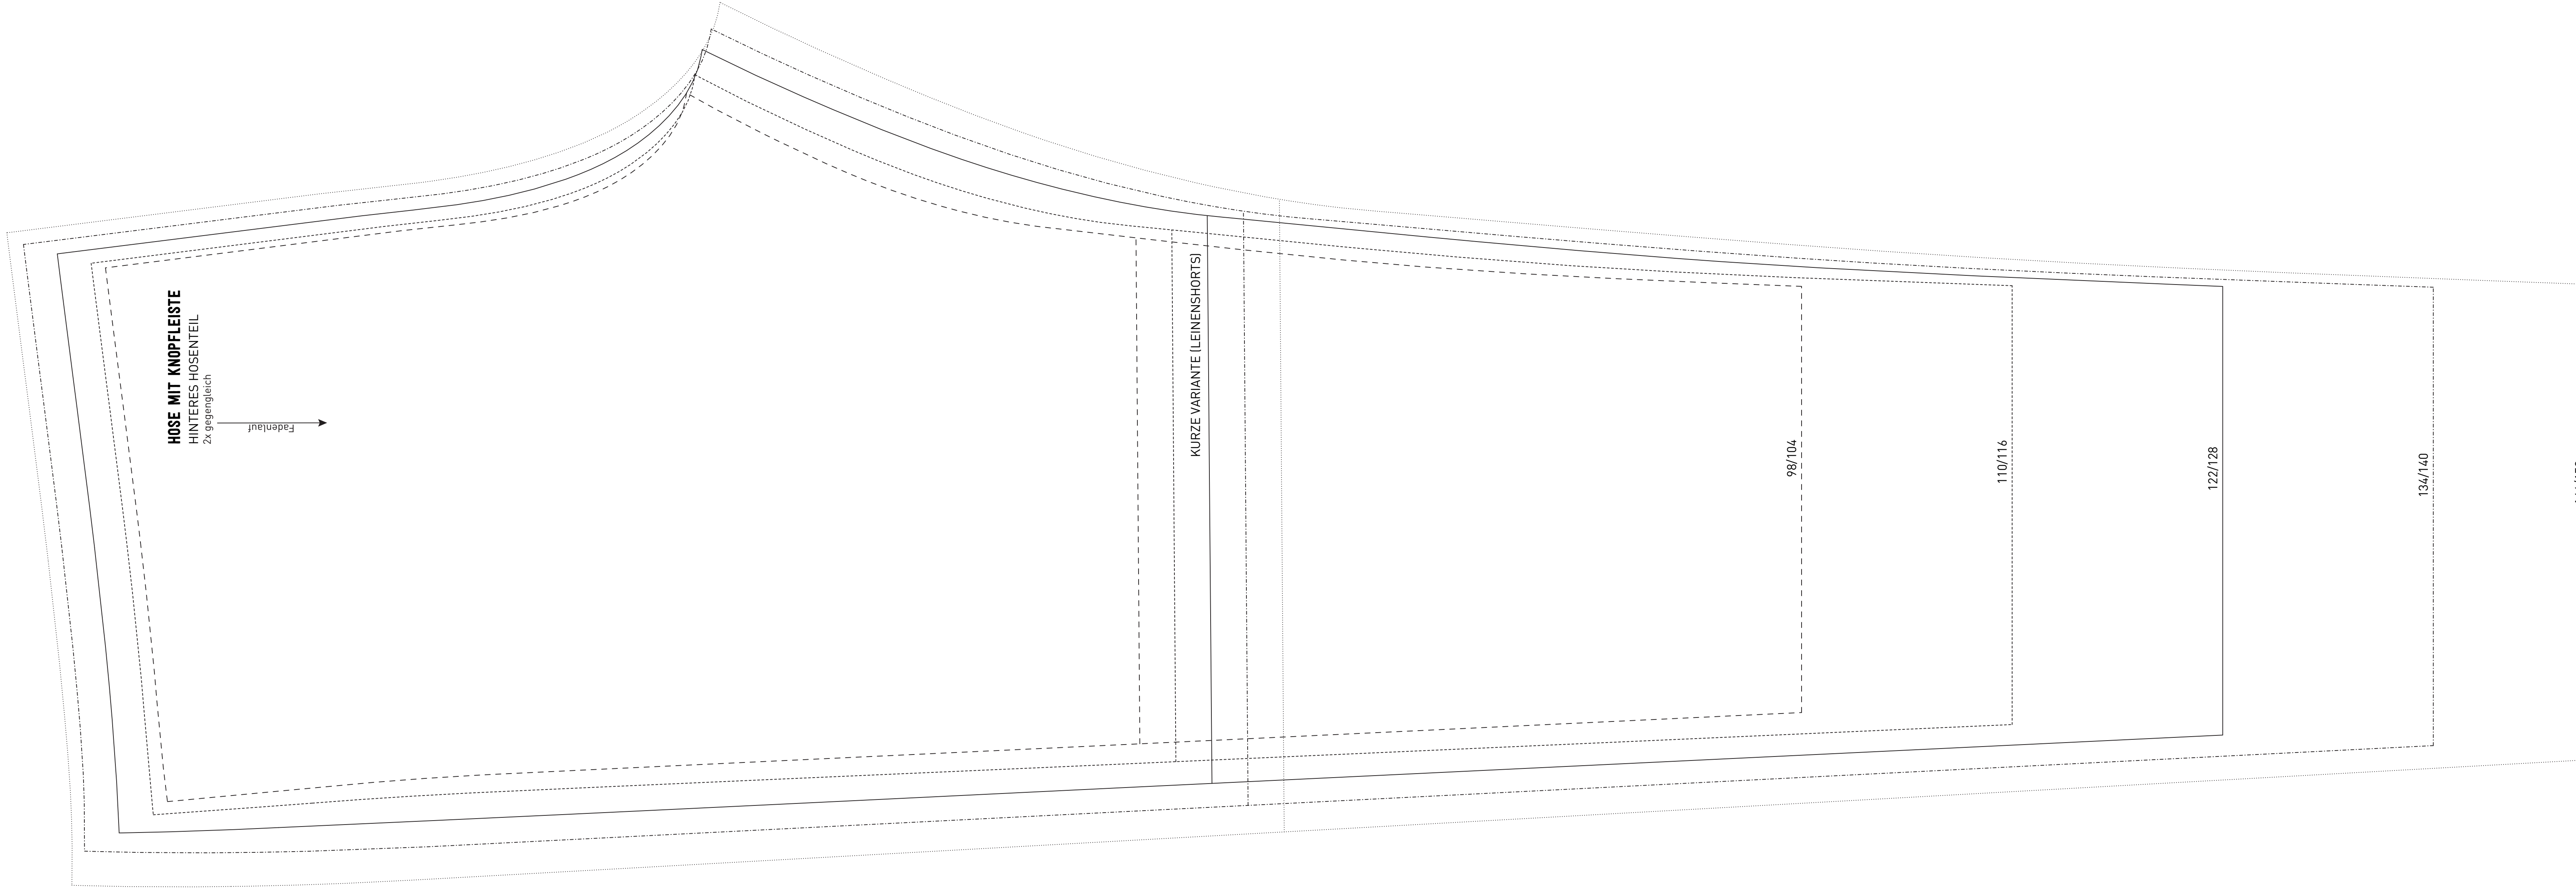 HOSE MIT KNOPFLEISTE
HINTERES HOSENTEIL
2x gegengleich
Fadenlauf
KURZE VARIANTE (LEINENSHORTS)
98/104
110/116
122/128
134/140